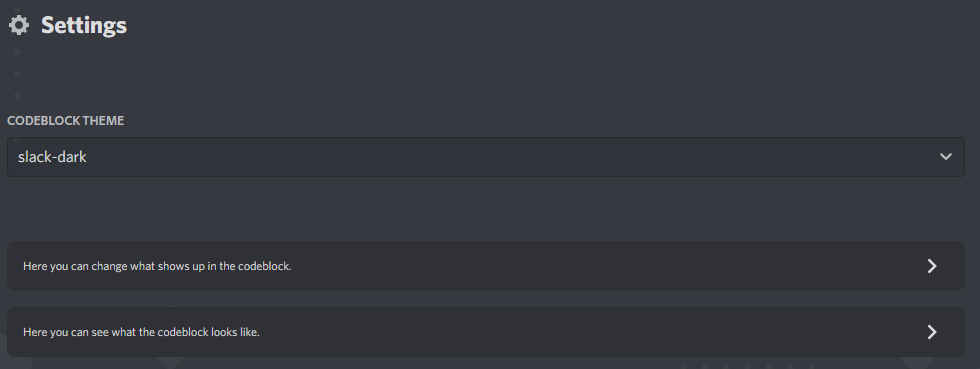 Settings
CODEBLOCK THEME
slack-dark
Here you can change what shows up in the codeblock.
Here you can see what the codeblock looks like.